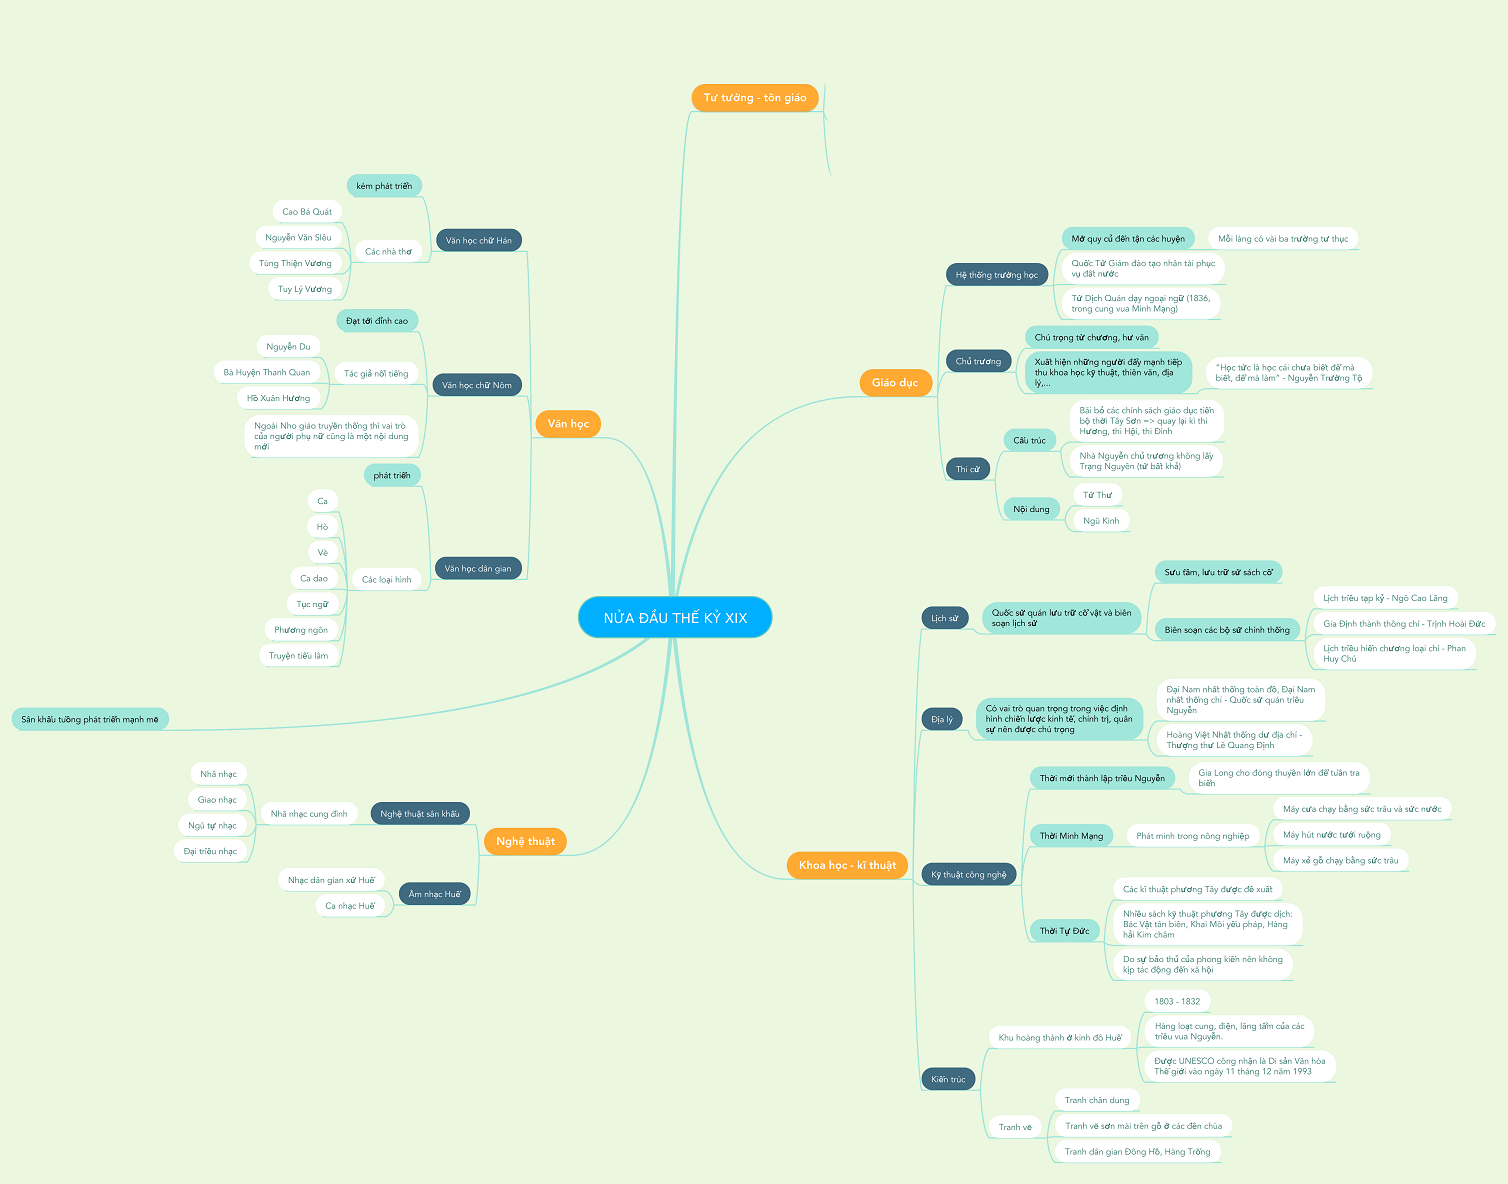 Tư tưởng - tôn giáo
kém phát triển
Cao Bá Quát
Nguyễn Văn Siêu
Tùng Thiện Vương
Tuy Lý Vương
Các nhà thơ
Văn học chữ Hán
Đạt tới đỉnh cao
Nguyễn Du
Bà Huyện Thanh Quan
Hồ Xuân Hương
Tác giả nổi tiếng
Ngoài Nho giáo truyền thống thì vai trò
của người phụ nữ cũng là một nội dung
mới
Văn học chữ Nôm
Văn học
phát triển
Ca
Hò
Vè
Ca dao
Tục ngữ
Phương ngôn
Truyện tiếu lâm
Các loại hình
Văn học dân gian
NỬA ĐẦU THẾ KỶ XIX
Sân khấu tuồng phát triển mạnh mẽ
Nhã nhạc
Giao nhạc
Ngũ tự nhạc
Đại triều nhạc
Nhã nhạc cung đình
Nghệ thuật sân khấu
Nghệ thuật
Nhạc dân gian xứ Huế
Ca nhạc Huế
Âm nhạc Huế
Giáo dục
Hệ thống trường học
Mở quy củ đến tận các huyện
Mỗi làng có vài ba trường tư thục
Quốc Tử Giám đào tạo nhân tài phục
vụ đất nước
Tứ Dịch Quán dạy ngoại ngữ (1836,
trong cung vua Minh Mạng)
Chủ trương
Chú trọng từ chương, hư văn
Xuất hiện những người đẩy mạnh tiếp
thu khoa học kỹ thuật, thiên văn, địa
lý,...
"Học tức là học cái chưa biết để mà
biết, để mà làm" - Nguyễn Trường Tộ
Thi cử
Cấu trúc
Bãi bỏ các chính sách giáo dục tiến
bộ thời Tây Sơn => quay lại kì thi
Hương, thi Hội, thi Đình
Nhà Nguyễn chủ trương không lấy
Trạng Nguyên (tứ bất khả)
Nội dung
Tứ Thư
Ngũ Kinh
Khoa học - kĩ thuật
Lịch sử
Quốc sử quán lưu trữ cổ vật và biên
soạn lịch sử
Sưu tầm, lưu trữ sử sách cổ
Biên soạn các bộ sử chính thống
Lịch triều tạp kỷ - Ngô Cao Lãng
Gia Định thành thông chí - Trịnh Hoài Đức
Lịch triều hiến chương loại chí - Phan
Huy Chú
Địa lý
Có vai trò quan trọng trong việc định
hình chiến lược kinh tế, chính trị, quân
sự nên được chú trọng
Đại Nam nhất thống toàn đồ, Đại Nam
nhất thống chí - Quốc sử quán triều
Nguyễn
Hoàng Việt Nhất thống dư địa chí -
Thượng thư Lê Quang Định
Kỹ thuật công nghệ
Thời mới thành lập triều Nguyễn
Gia Long cho đóng thuyền lớn để tuần tra
biển
Thời Minh Mạng
Phát minh trong nông nghiệp
Máy cưa chạy bằng sức trâu và sức nước
Máy hút nước tưới ruộng
Máy xẻ gỗ chạy bằng sức trâu
Thời Tự Đức
Các kĩ thuật phương Tây được đề xuất
Nhiều sách kỹ thuật phương Tây được dịch:
Bác Vật tân biên, Khai Môi yếu pháp, Hàng
hải Kim châm
Do sự bảo thủ của phong kiến nên không
kịp tác động đến xã hội
Kiến trúc
Khu hoàng thành ở kinh đô Huế
1803 - 1832
Hàng loạt cung, điện, lăng tẩm của các
triều vua Nguyễn.
Được UNESCO công nhận là Di sản Văn hóa
Thế giới vào ngày 11 tháng 12 năm 1993
Tranh vẽ
Tranh chân dung
Tranh vẽ sơn mài trên gỗ ở các đền chùa
Tranh dân gian Đông Hồ, Hàng Trống